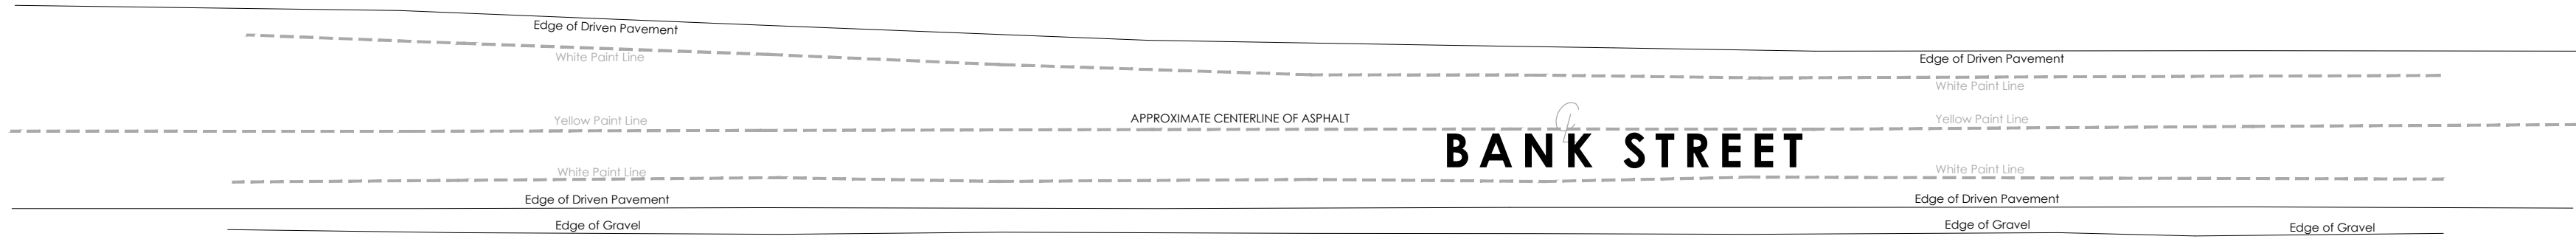 Edge of Driven Pavement
White Paint Line
Edge of Driven Pavement
White Paint Line
Yellow Paint Line
APPROXIMATE CENTERLINE OF ASPHALT
CL
Yellow Paint Line
BANK STREET
White Paint Line
White Paint Line
Edge of Driven Pavement
Edge of Driven Pavement
Edge of Gravel
Edge of Gravel
Edge of Gravel